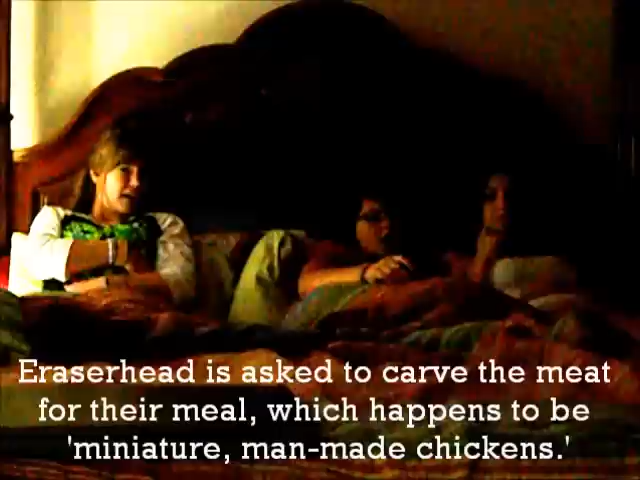 Eraserhead is asked to carve the meat
for their meal, which happens to be
'miniature, man-made chickens.'